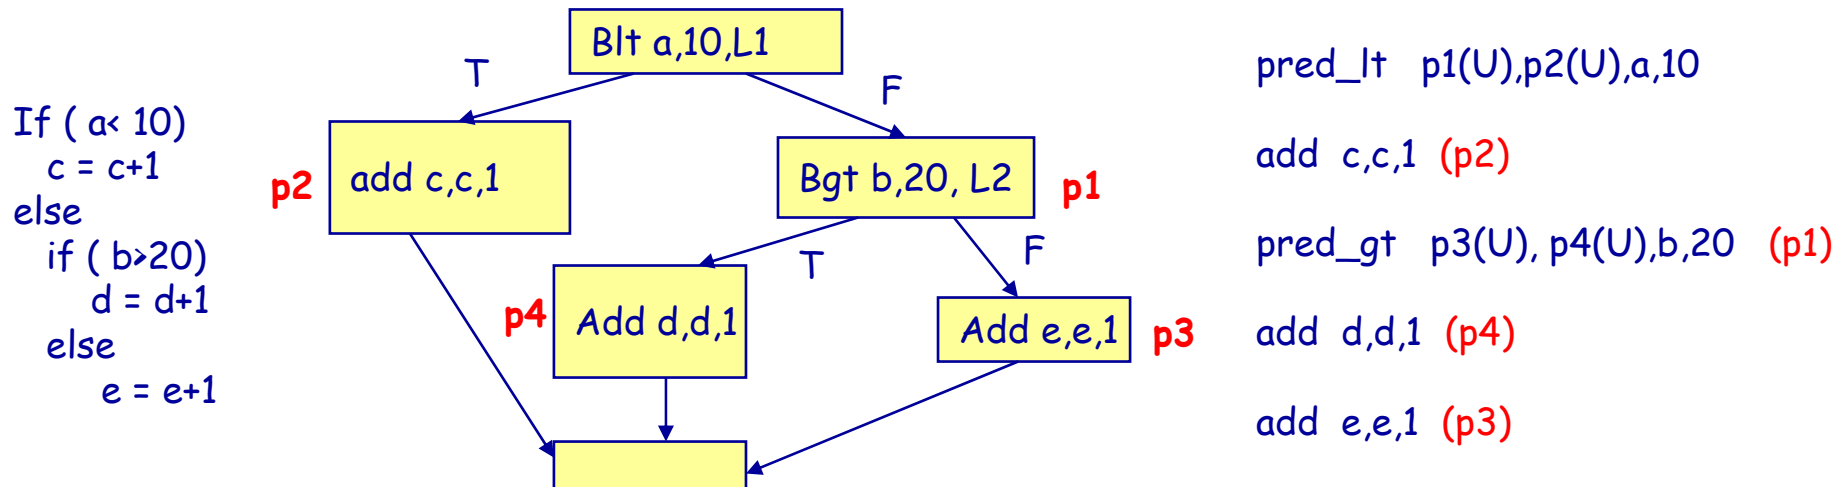 If ( a< 10)
c = c+1
else
if ( b>20)
d = d+1
else
e = e+1
Blt a,10,L1
T
F
p2
add c,c,1
Bgt b,20, L2
p1
T
F
p4
Add d,d,1
Add e,e,1
p3
pred_lt p1(U),p2(U),a,10
add c,c,1 (p2)
pred_gt p3(U), p4(U),b,20 (p1)
add d,d,1 (p4)
add e,e,1 (p3)